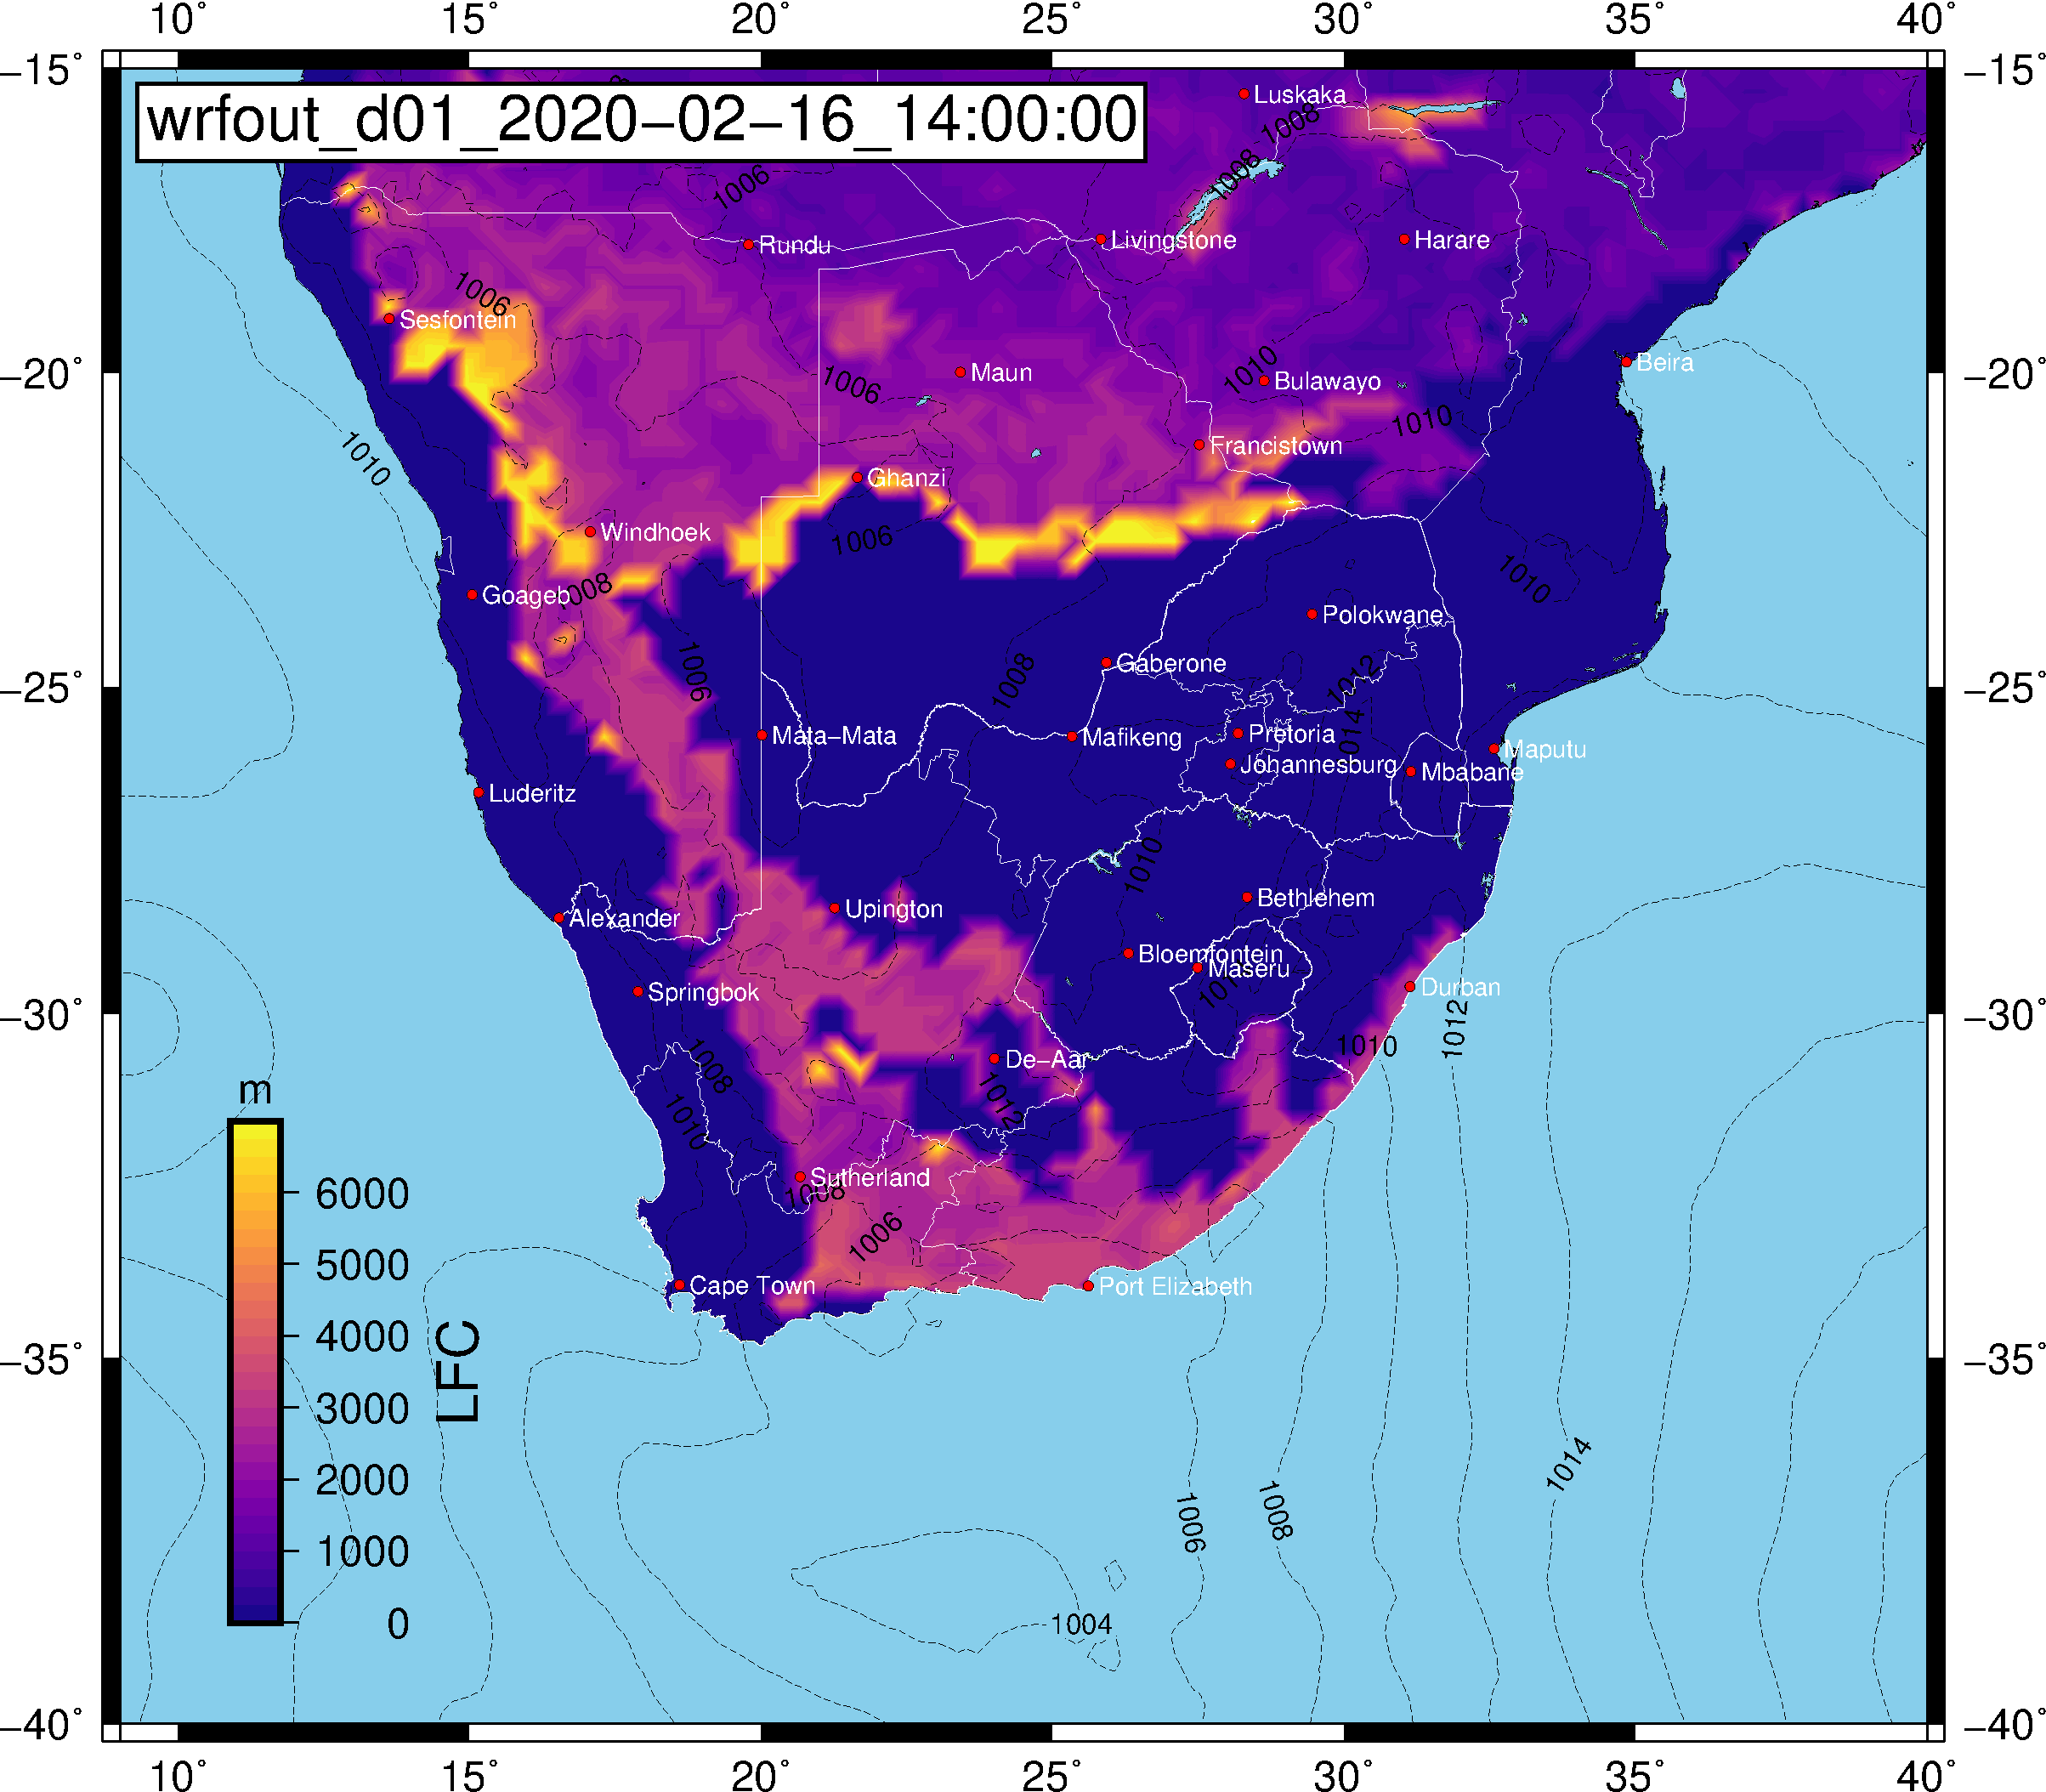 10° 15° 20° 25° 30° 35° 40°
−15° −15°
wrfout_d01_2020−02−16_14:00:00
Luskaka
1008
1008
1006
Rundu
Livingstone
Harare
1006
Sesfontein
−20° −20°
Beira
Maun
1006
1010
Bulawayo
1010
1010
Francistown
Ghanzi
Windhoek
1006
1010
Goageb
1008
Polokwane
Gaberone
−25° −25°
1006
1008
1012
1014
Mata−Mata
Mafikeng
Pretoria
Maputu
Johannesburg
Mbabane
Luderitz
1010
Bethlehem
Alexander
Upington
Bloemfontein
Maseru
Springbok
Durban
−30° −30°
1012
1010
De−Aar
1008
1012
1010
m
Sutherland
1008
1006
Cape Town
Port Elizabeth
6000
5000
4000
3000
2000
1000
0
LFC
−35° −35°
1014
1006
1008
1004
−40° −40°
10° 15° 20° 25° 30° 35° 40°